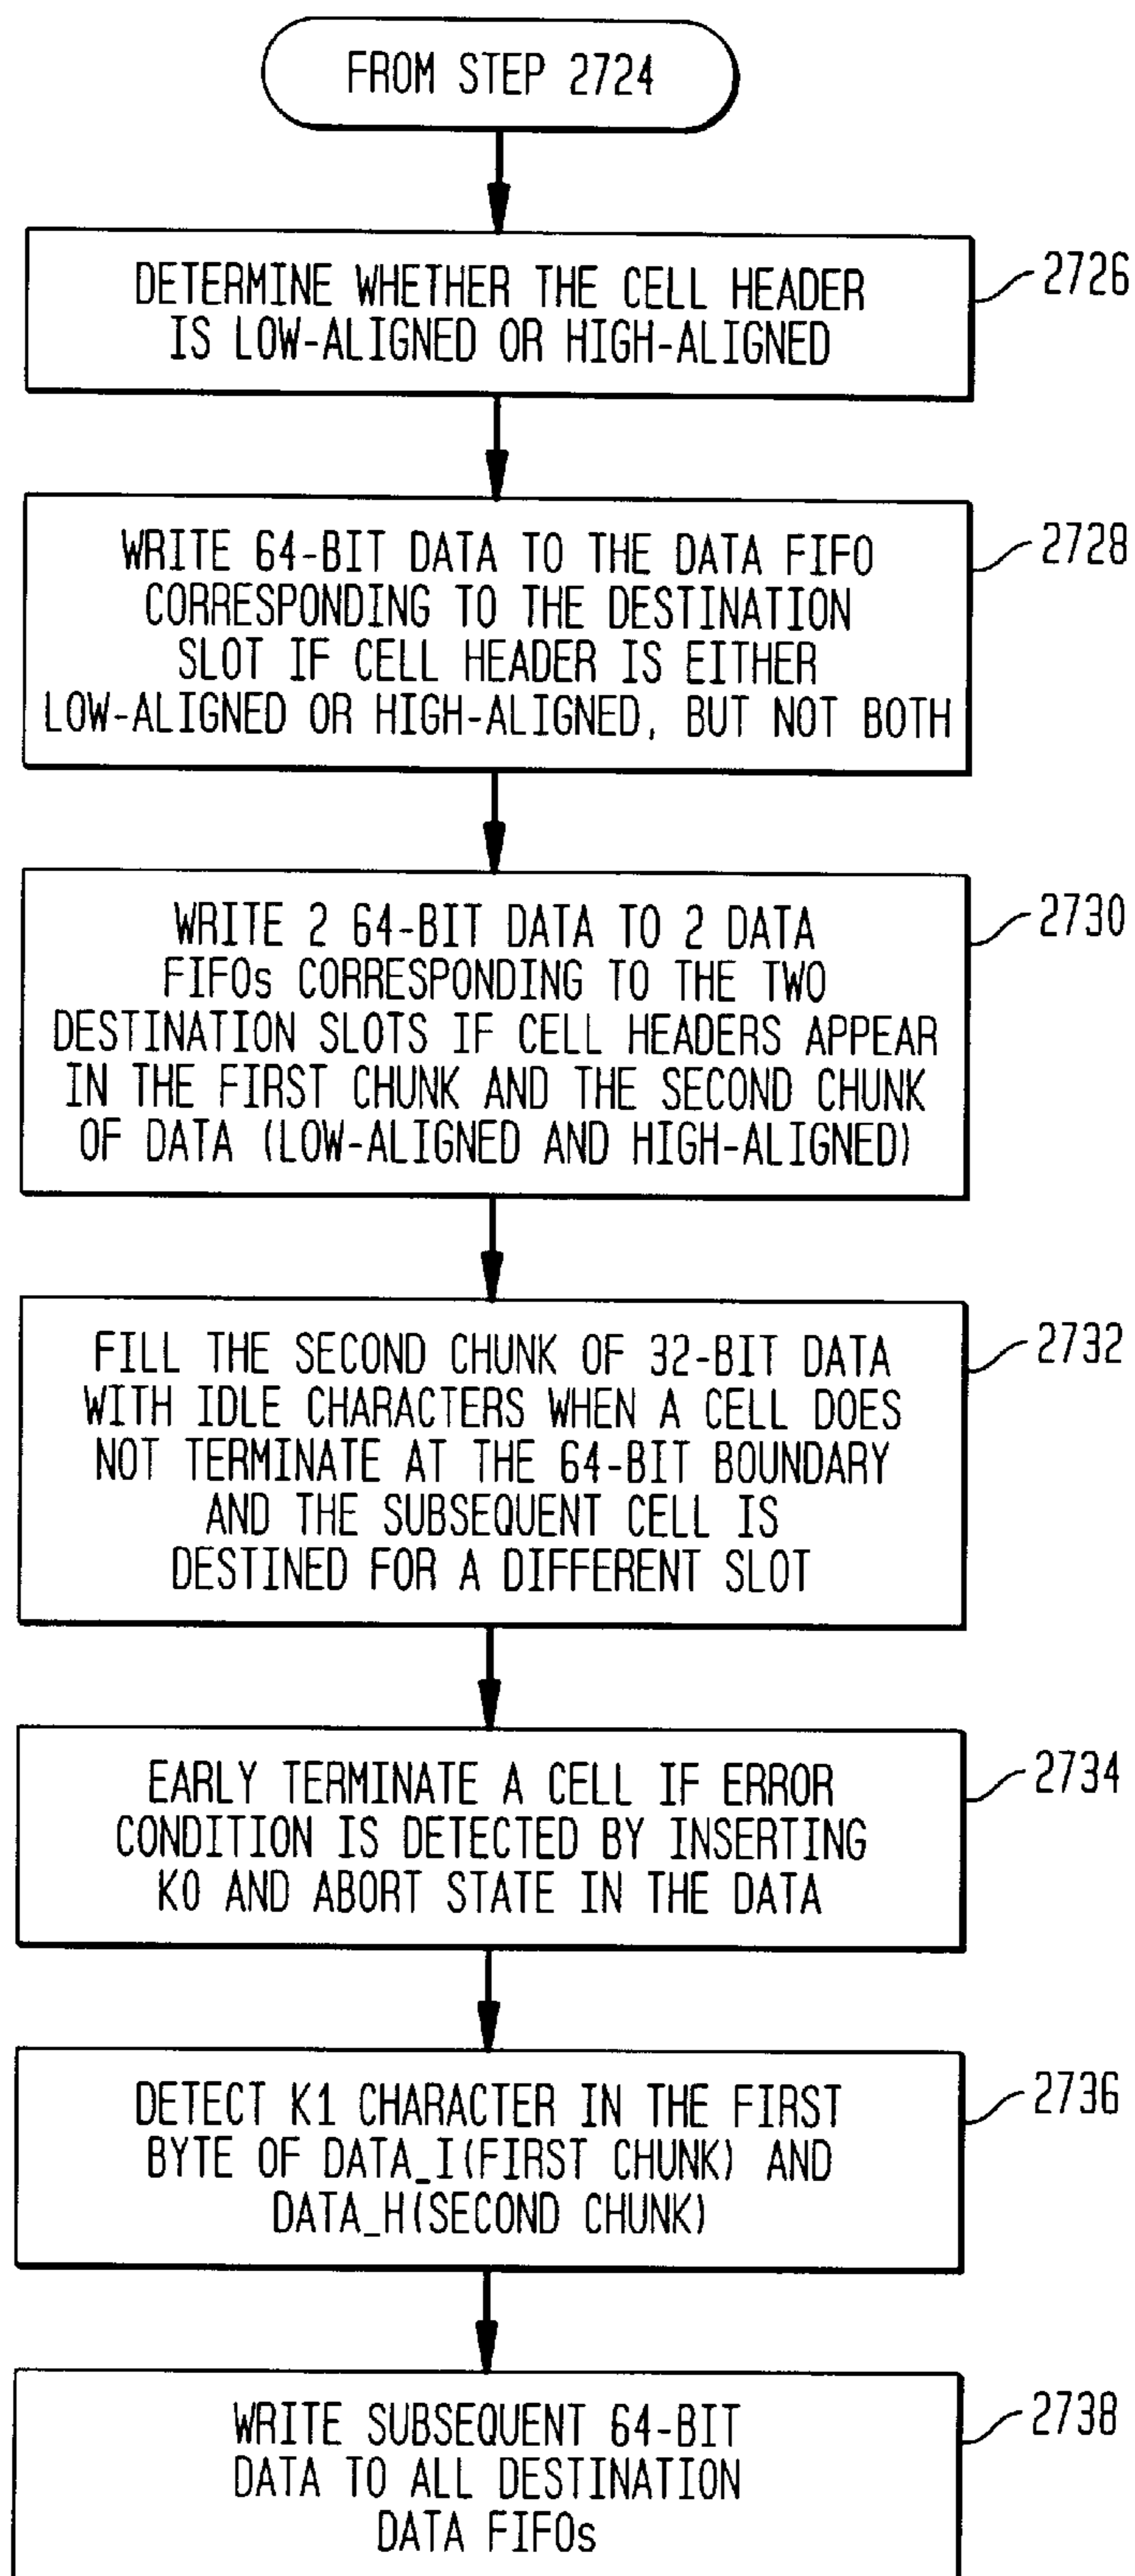 FROM STEP 2724
DETERMINE WHETHER THE CELL HEADER
IS LOW-ALIGNED OR HIGH-ALIGNED
2726
WRITE 64-BIT DATA TO THE DATA FIFO
CORRESPONDING TO THE DESTINATION
SLOT IF CELL HEADER IS EITHER
LOW-ALIGNED OR HIGH-ALIGNED, BUT NOT BOTH
2728
WRITE 2 64-BIT DATA TO 2 DATA
FIFOs CORRESPONDING TO THE TWO
DESTINATION SLOTS IF CELL HEADERS APPEAR
IN THE FIRST CHUNK AND THE SECOND CHUNK
OF DATA (LOW-ALIGNED AND HIGH-ALIGNED)
2730
FILL THE SECOND CHUNK OF 32-BIT DATA
WITH IDLE CHARACTERS WHEN A CELL DOES
NOT TERMINATE AT THE 64-BIT BOUNDARY
AND THE SUBSEQUENT CELL IS
DESTINED FOR A DIFFERENT SLOT
2732
EARLY TERMINATE A CELL IF ERROR
CONDITION IS DETECTED BY INSERTING
K0 AND ABORT STATE IN THE DATA
2734
DETECT K1 CHARACTER IN THE FIRST
BYTE OF DATA_I(FIRST CHUNK) AND
DATA_H(SECOND CHUNK)
2736
WRITE SUBSEQUENT 64-BIT
DATA TO ALL DESTINATION
DATA FIFOs
2738